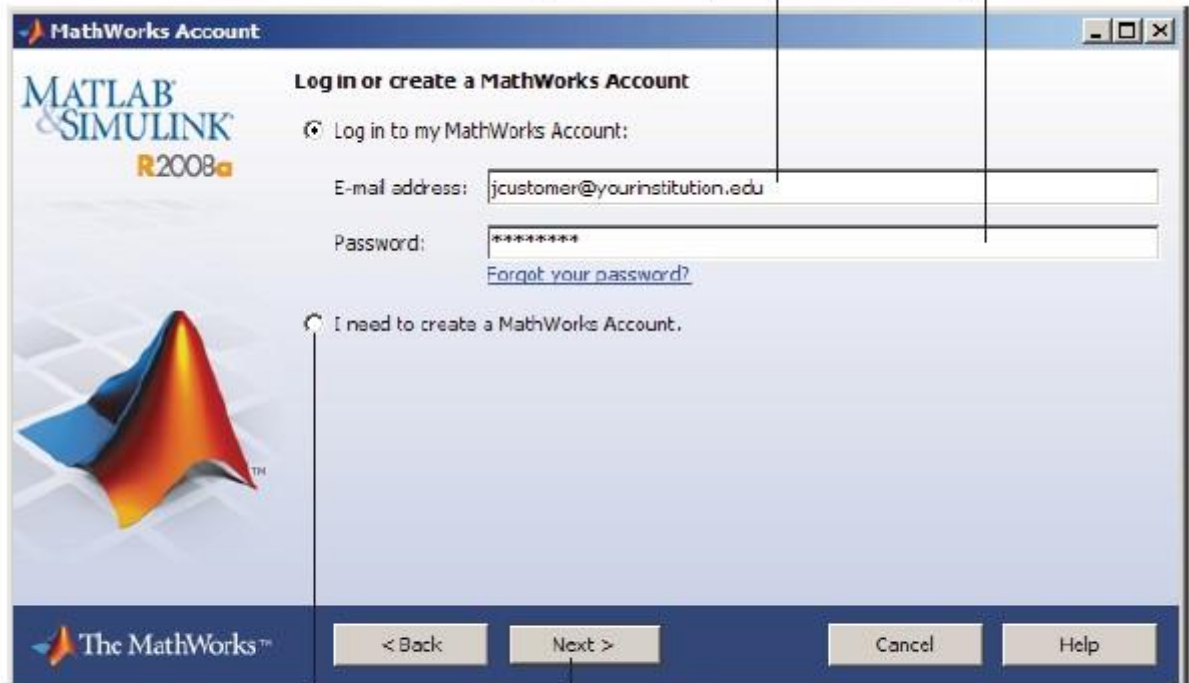 MathWorks Account
MATLAB
&SIMULINK
R2008a
Log in or create a MathWorks Account
Log in to my MathWorks Account:
E-mail address: jcustomer@yourinstitution.edu
Password: ********
Forgot your password?
I need to create a MathWorks Account.
TM
The MathWorks™
< Back
Next >
Cancel
Help